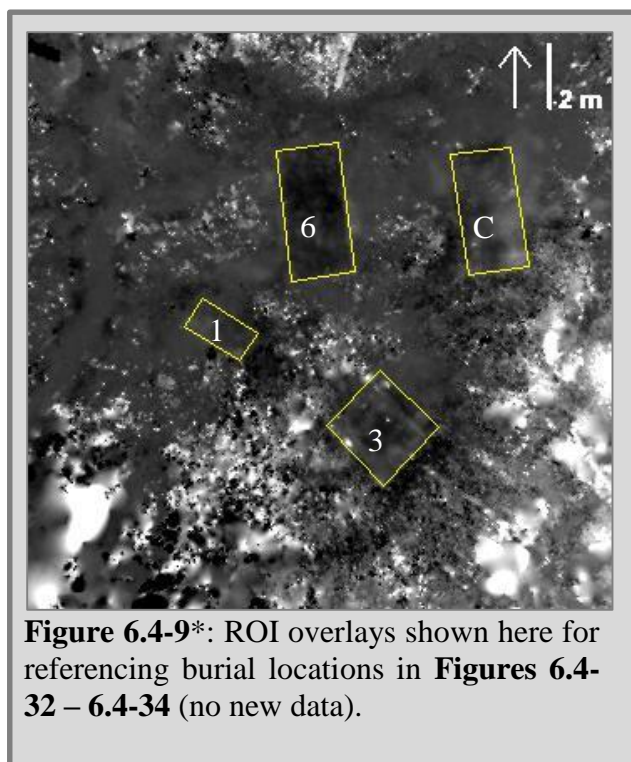 2 m
6
C
1
3
Figure 6.4-9*: ROI overlays shown here for
referencing burial locations in Figures 6.4-
32 – 6.4-34 (no new data).